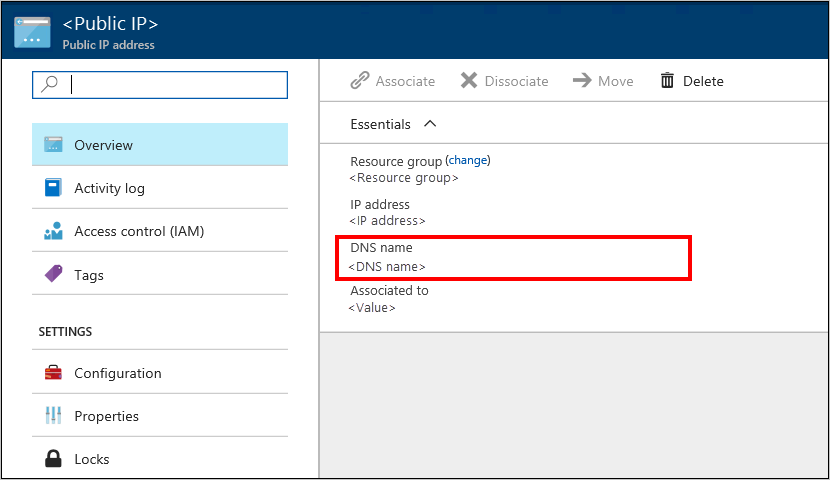 <Public IP>
Public IP address
Overview
Activity log
Access control (IAM)
Tags
SETTINGS
Configuration
Properties
Locks
Associate Dissociate Move Delete
Essentials
Resource group (change)
<Resource group>
IP address
<IP address>
DNS name
<DNS name>
Associated to
<Value>